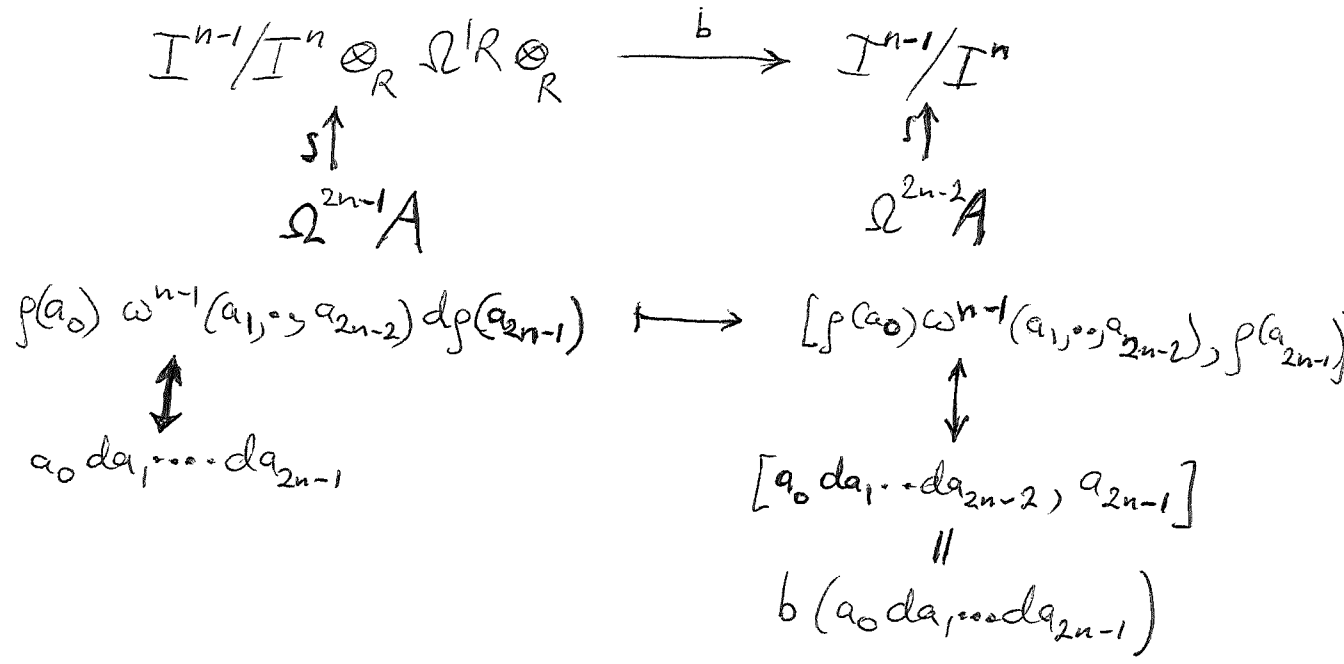 I^{n-1}/I^n ⊗_R Ω^1R ⊗_R ⟶^b I^{n-1}/I^n
S↑ S↑
Ω^{2n-1}A Ω^{2n-2}A
ρ(a_0) ω^{n-1}(a_1,..,a_{2n-2}) dρ(a_{2n-1}) ⟼ [ρ(a_0)ω^{n-1}(a_1,..,a_{2n-2}), ρ(a_{2n-1})]
↕ ↕
a_0 da_1 .... da_{2n-1}
[a_0 da_1 .. da_{2n-2}, a_{2n-1}]
||
b(a_0 da_1 ... da_{2n-1})